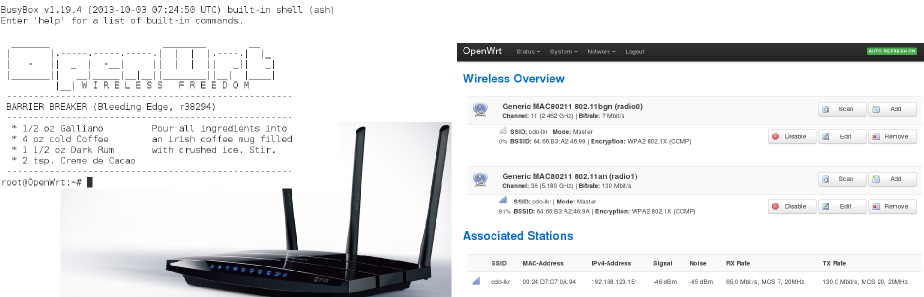 BusyBox v1.19.4 (2013-10-03 07:24:50 UTC) built-in shell (ash)
Enter 'help' for a list of built-in commands.
W I R E L E S S   F R E E D O M
BARRIER BREAKER (Bleeding Edge, r38294)
* 1/2 oz Galliano Pour all ingredients into
* 4 oz cold Coffee an irish coffee mug filled
* 1 1/2 oz Dark Rum with crushed ice. Stir.
* 2 tsp. Creme de Cacao
root@OpenWrt:~#
OpenWrt Status System Network Logout AUTO REFRESH ON
Wireless Overview
Generic MAC80211 802.11bgn (radio0)
Channel: 11 (2.462 GHz) | Bitrate: ? Mbit/s
Scan Add
SSID: Mode: Master
0% BSSID: 64:66:B3:A2:46:99 | Encryption: WPA2 802.1X (CCMP)
Disable Edit Remove
Generic MAC80211 802.11an (radio1)
Channel: 36 (5.180 GHz) | Bitrate: 130 Mbit/s
Scan Add
SSID: Mode: Master
91% BSSID: 64:66:B3:A2:46:9A | Encryption: WPA2 802.1X (CCMP)
Disable Edit Remove
Associated Stations
SSID MAC-Address IPv4-Address Signal Noise RX Rate TX Rate
00:24:D7:C7:0A:94 192.168.123.15 -46 dBm -95 dBm 65.0 Mbit/s, MCS 7, 20MHz 130.0 Mbit/s, MCS 20, 20MHz